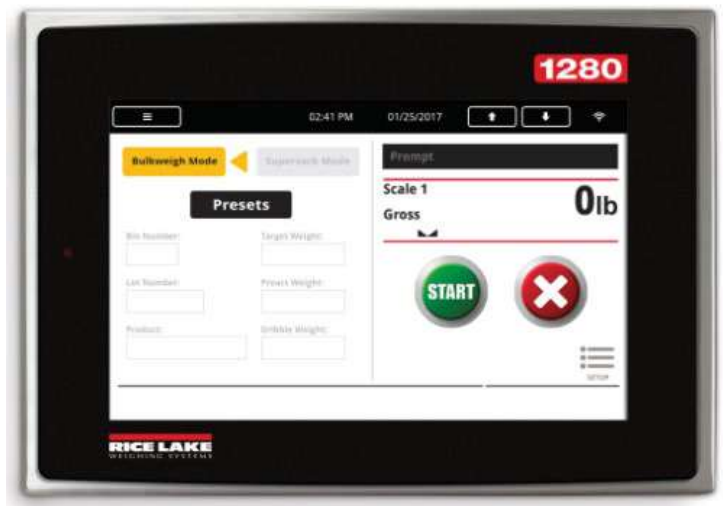 1280
02:41 PM 01/25/2017
Bulkweigh Mode Supersack Mode
Prompt
Presets
Scale 1
0lb
Gross
Bin Number: Target Weight:
Lot Number: Preact Weight:
START
Product: Dribble Weight:
SETUP
RICE LAKE
WEIGHING SYSTEMS